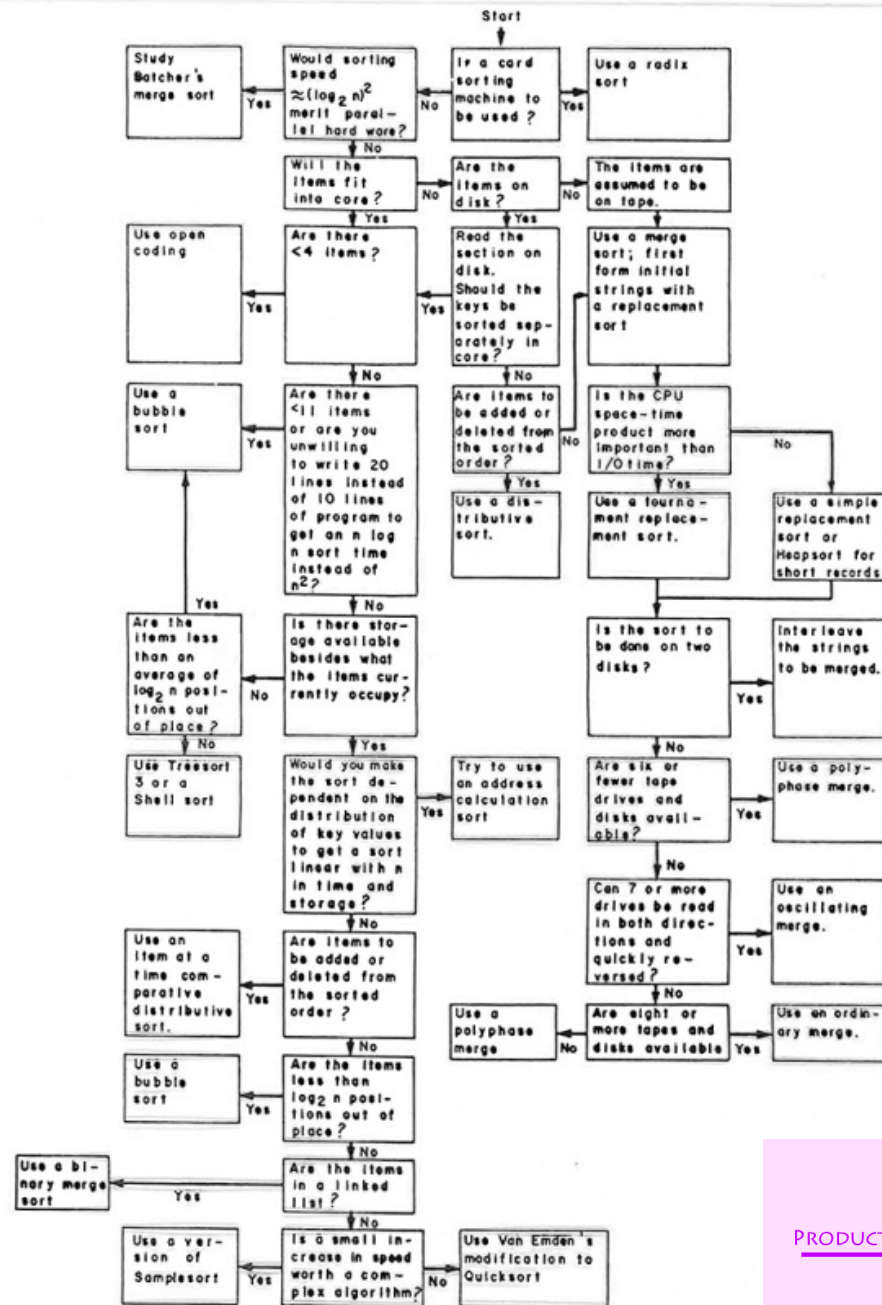 Start
Study
Batcher's
merge sort
Yes
Would sorting
speed
≈(log₂ n)²
merit paral-
lel hard ware?
No
If a card
sorting
machine to
be used ?
Yes
Use a radix
sort
No
Will the
items fit
into core?
No
Are the
items on
disk?
No
The items are
assumed to be
on tape.
Yes
Yes
Use open
coding
Yes
Are there
<4 items?
Yes
Read the
section on
disk.
Should the
keys be
sorted sep-
arately in
core?
Use a merge
sort; first
form initial
strings with
a replacement
sort
No
No
Use a
bubble
sort
Yes
Are there
<11 items
or are you
unwilling
to write 20
lines instead
of 10 lines
of program to
get an n log
n sort time
instead of
n²?
Are items to
be added or
deleted from
the sorted
order?
No
Is the CPU
space-time
product more
important than
I/O time?
No
Yes
Yes
Use a dis-
tributive
sort.
Use a tourna-
ment replace-
ment sort.
Use a simple
replacement
sort or
Heapsort for
short records
Yes
No
Are the
items less
than an
average of
log₂ n posi-
tions out
of place?
No
Is there stor-
age available
besides what
the items cur-
rently occupy?
Is the sort to
be done on two
disks?
Yes
Interleave
the strings
to be merged.
No
Yes
No
Use Treesort
3 or a
Shell sort
Would you make
the sort de-
pendent on the
distribution
of key values
to get a sort
linear with n
in time and
storage?
Yes
Try to use
an address
calculation
sort
Are six or
fewer tape
drives and
disks avail-
able?
Yes
Use a poly-
phase merge.
No
No
Can 7 or more
drives be read
in both direc-
tions and
quickly re-
versed?
Yes
Use an
oscillating
merge.
Use an
item at a
time com-
parative
distributive
sort.
Yes
Are items to
be added or
deleted from
the sorted
order?
No
Use a
polyphase
merge
No
Are eight or
more tapes and
disks available
Yes
Use an ordin-
ary merge.
No
Use a
bubble
sort
Yes
Are the items
less than
log₂ n posi-
tions out of
place?
No
Use a bi-
nary merge
sort
Yes
Are the items
in a linked
list?
No
Use a ver-
sion of
Samplesort
Yes
Is a small in-
crease in speed
worth a com-
plex algorithm?
No
Use Van Emden's
modification to
Quicksort
PRODUCT